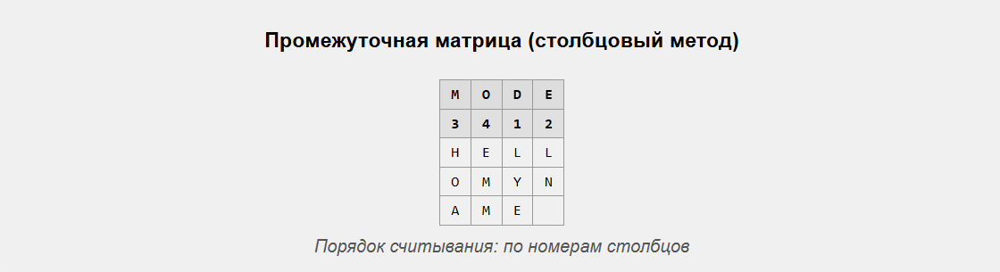 Промежуточная матрица (столбцовый метод)
M O D E
3 4 1 2
H E L L
O M Y N
A M E
Порядок считывания: по номерам столбцов